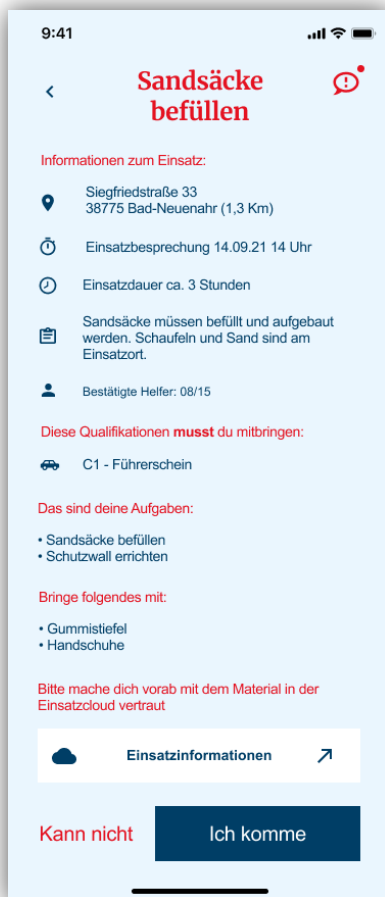 9:41
Sandsäcke
befüllen
Informationen zum Einsatz:
Siegfriedstraße 33
38775 Bad-Neuenahr (1,3 Km)
Einsatzbesprechung 14.09.21 14 Uhr
Einsatzdauer ca. 3 Stunden
Sandsäcke müssen befüllt und aufgebaut
werden. Schaufeln und Sand sind am
Einsatzort.
Bestätigte Helfer: 08/15
Diese Qualifikationen musst du mitbringen:
C1 - Führerschein
Das sind deine Aufgaben:
• Sandsäcke befüllen
• Schutzwall errichten
Bringe folgendes mit:
• Gummistiefel
• Handschuhe
Bitte mache dich vorab mit dem Material in der
Einsatzcloud vertraut
Einsatzinformationen
Kann nicht
Ich komme